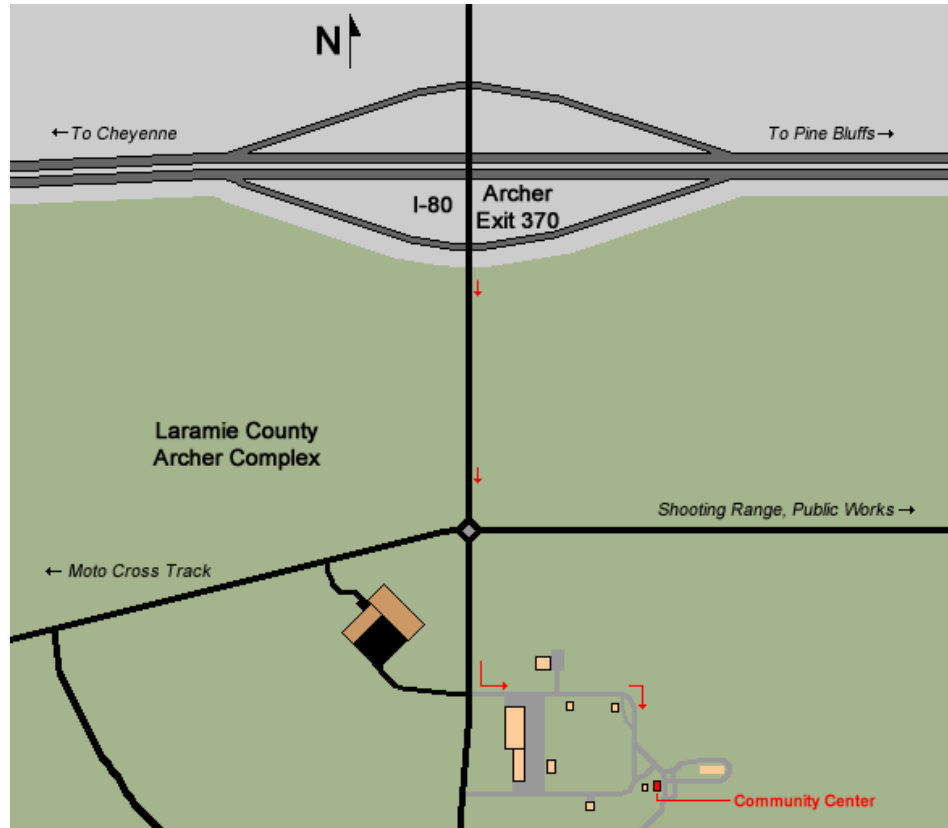 N
←To Cheyenne
To Pine Bluffs→
I-80
Archer
Exit 370
Laramie County
Archer Complex
Shooting Range, Public Works →
← Moto Cross Track
Community Center